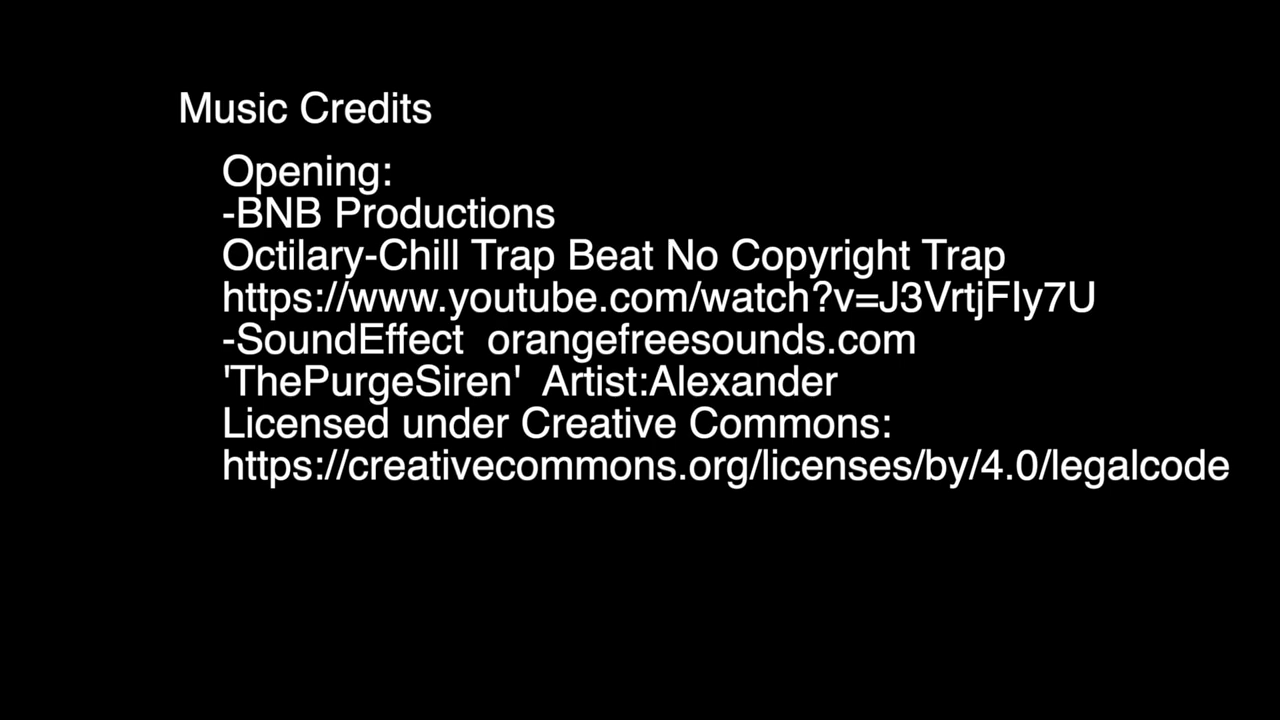 Music Credits
Opening:
-BNB Productions
Octilary-Chill Trap Beat No Copyright Trap
https://www.youtube.com/watch?v=J3VrtjFIy7U
-SoundEffect  orangefreesounds.com
'ThePurgeSiren'  Artist:Alexander
Licensed under Creative Commons:
https://creativecommons.org/licenses/by/4.0/legalcode